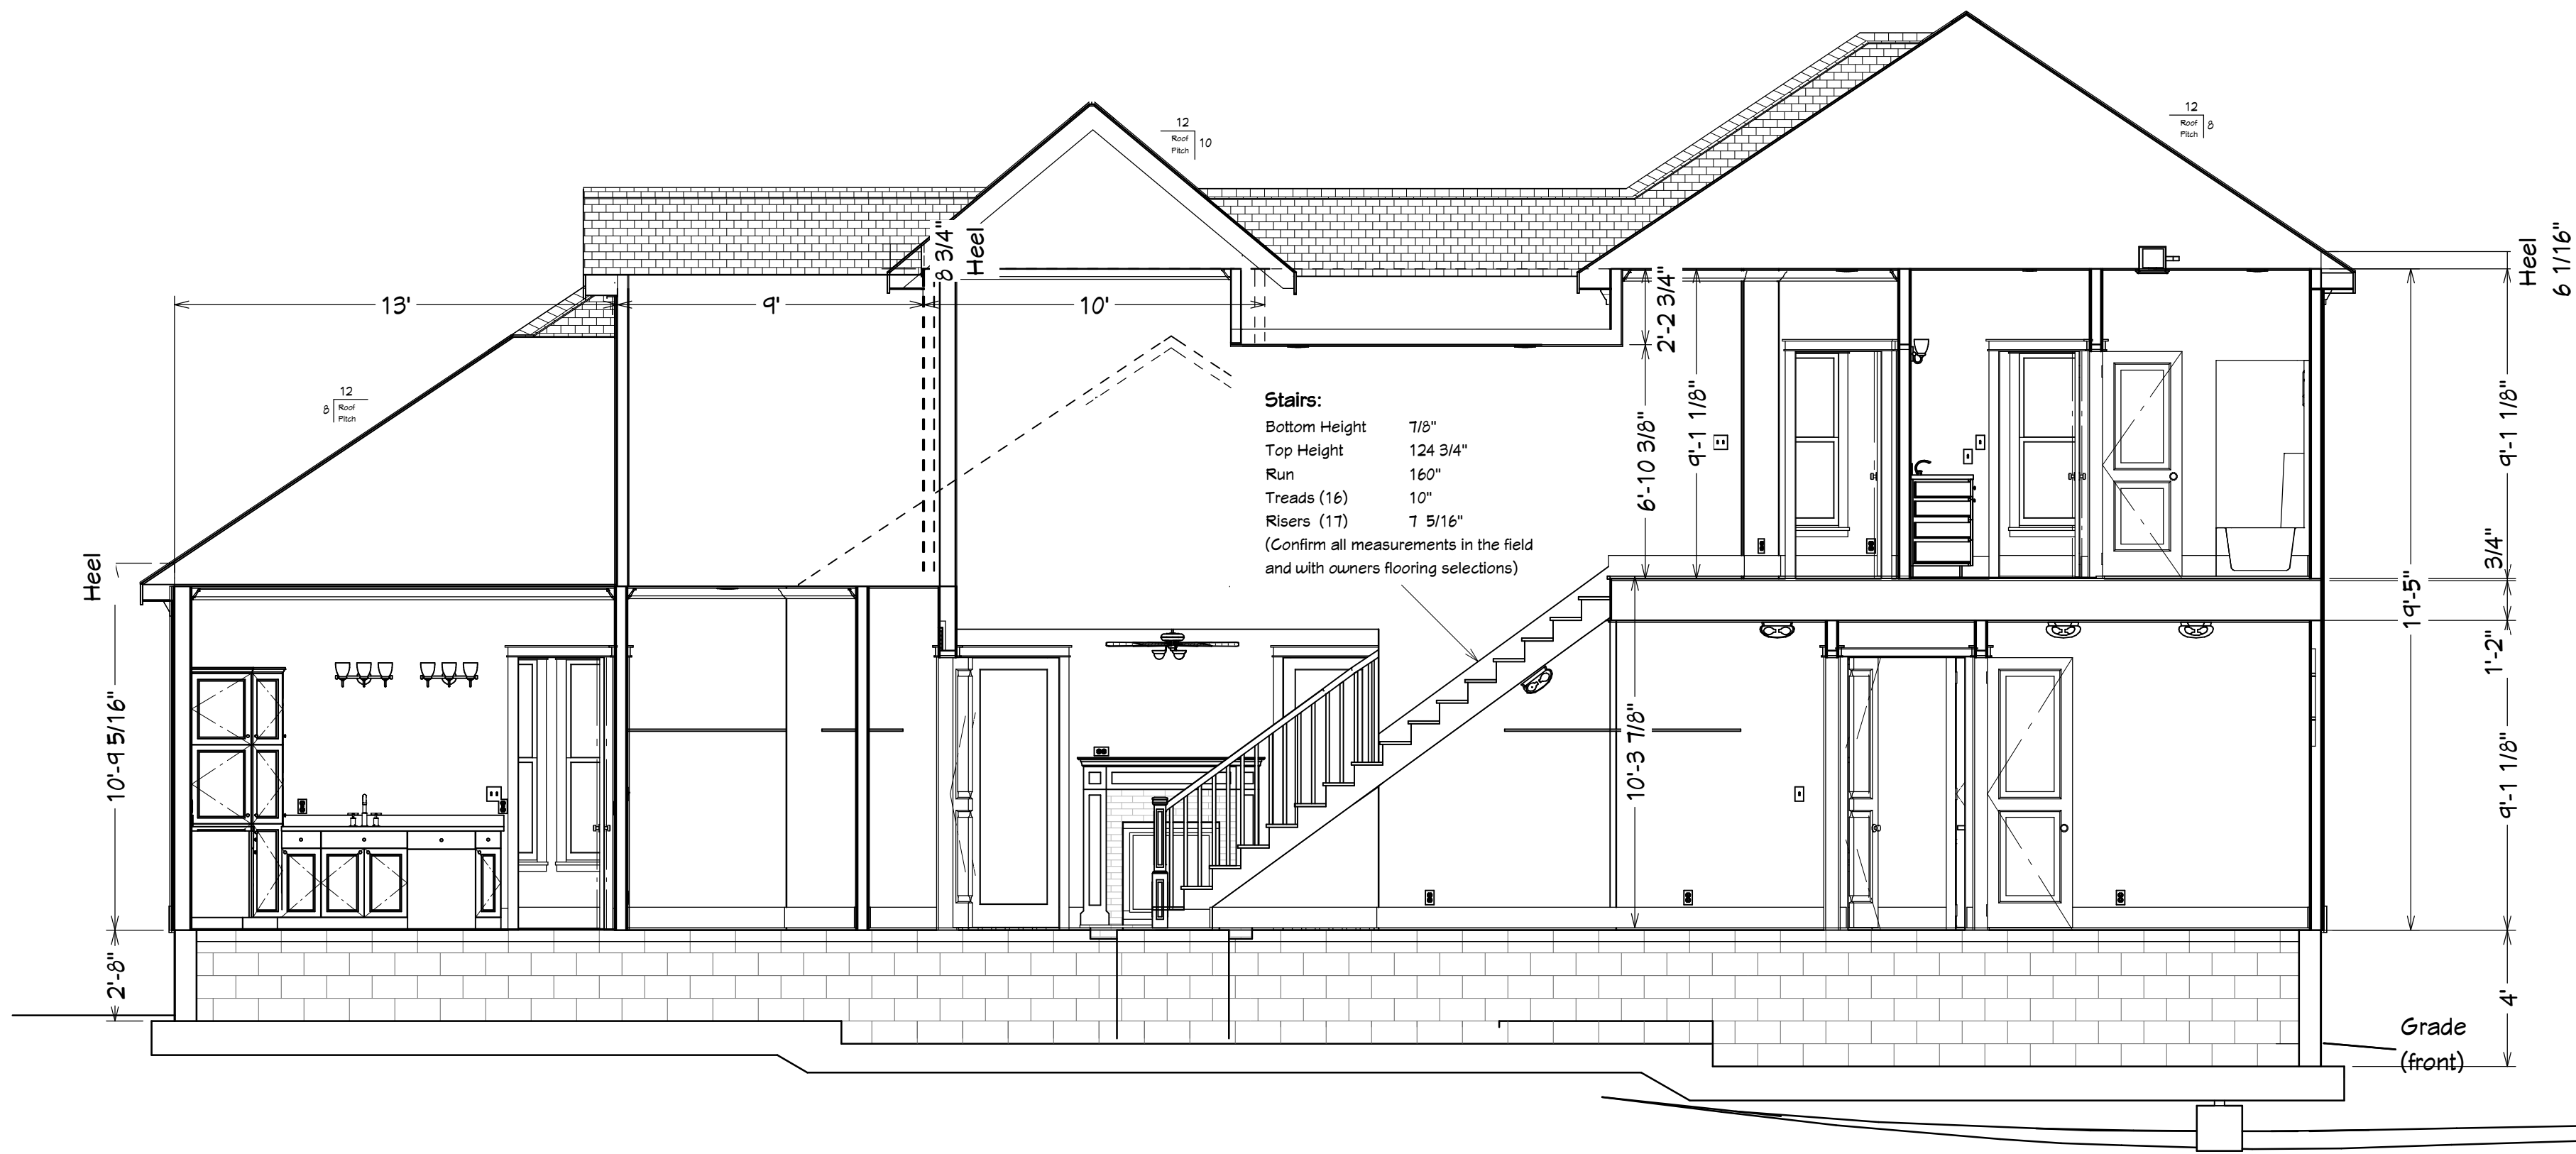 12
Roof
Pitch
10
12
Roof
Pitch
8
8 3/4"
Heel
Heel
6 1/16"
13'
9'
10'
2'-2 3/4"
12
8
Roof
Pitch
Stairs:
Bottom Height 7/8"
Top Height 124 3/4"
Run 160"
Treads (16) 10"
Risers (17) 7 5/16"
(Confirm all measurements in the field
and with owners flooring selections)
6'-10 3/8"
9'-1 1/8"
9'-1 1/8"
Heel
3/4"
19'-5"
1'-2"
10'-9 5/16"
10'-3 7/8"
9'-1 1/8"
2'-8"
4'
Grade
(front)